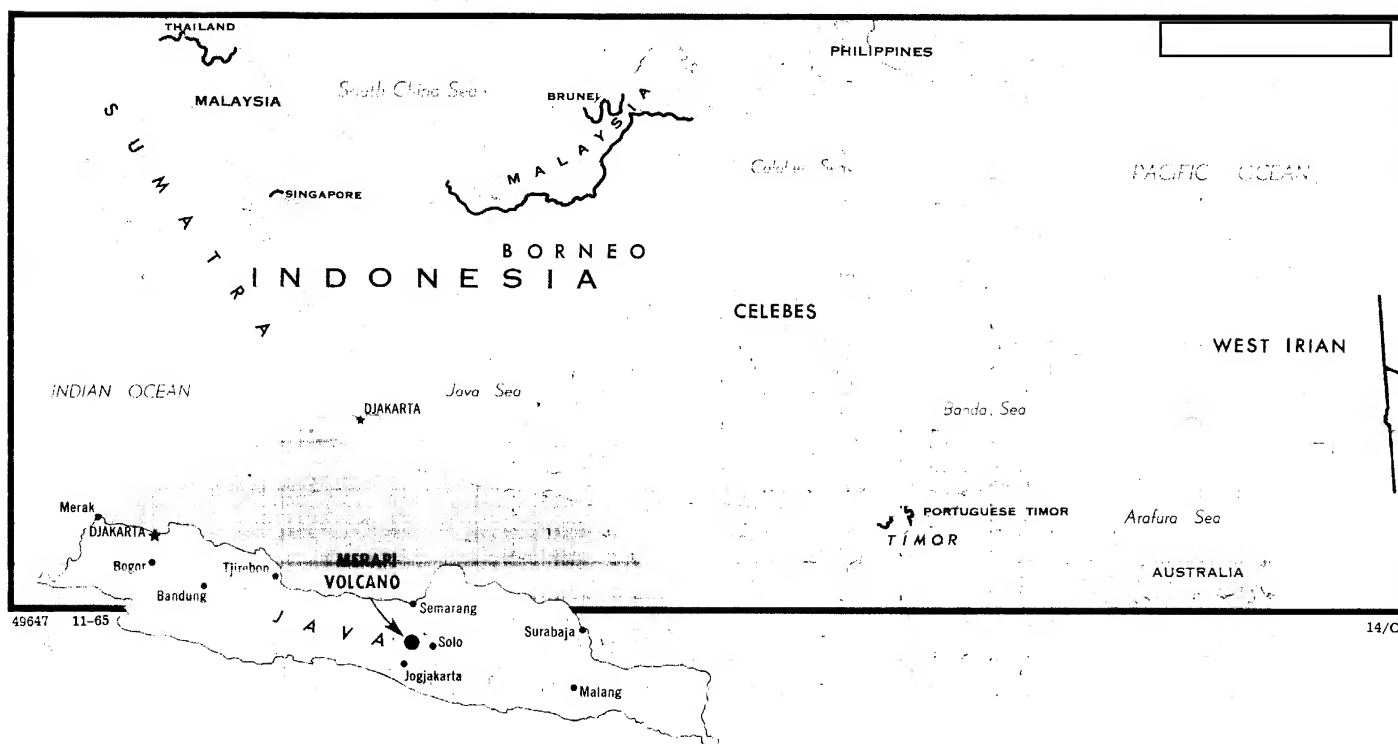 THAILAND
PHILIPPINES
MALAYSIA
South China Sea
BRUNEI
MALAYSIA
SUMATRA
SINGAPORE
Celebes Sea
PACIFIC OCEAN
BORNEO
INDONESIA
CELEBES
WEST IRIAN
INDIAN OCEAN
Java Sea
DJAKARTA
Banda Sea
Merak
DJAKARTA
PORTUGUESE TIMOR
TIMOR
Arafura Sea
Bogor
Tjirebon
MERAPI
VOLCANO
AUSTRALIA
Bandung
Semarang
49647 11-65
JAVA
Surabaja
14/C
Solo
Jogjakarta
Malang